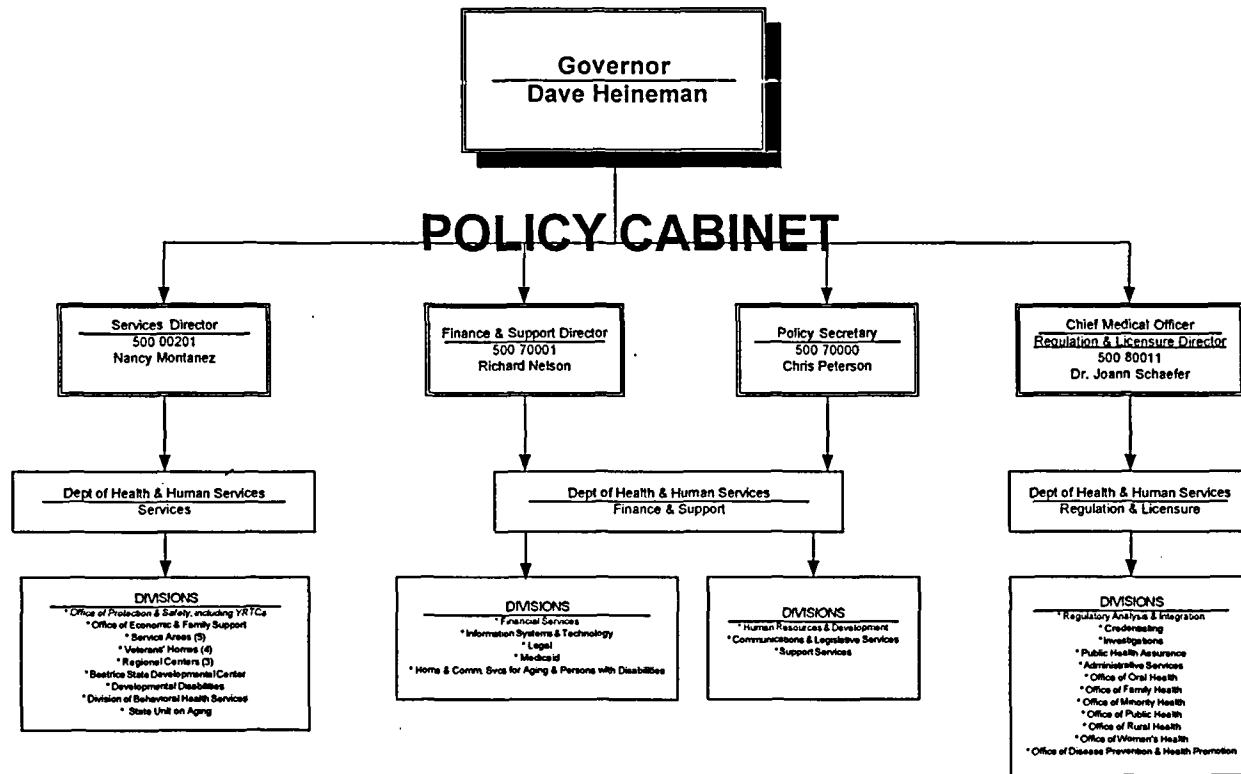 Governor
Dave Heineman
POLICY CABINET
Services Director
500 00201
Nancy Montanez
Finance & Support Director
500 70001
Richard Nelson
Policy Secretary
500 70000
Chris Peterson
Chief Medical Officer
Regulation & Licensure Director
500 80011
Dr. Joann Schaefer
Dept of Health & Human Services
Services
Dept of Health & Human Services
Finance & Support
Dept of Health & Human Services
Regulation & Licensure
DIVISIONS
* Office of Protection & Safety, including YRTCs
* Office of Economic & Family Support
* Service Areas (5)
* Veterans' Homes (4)
* Regional Centers (3)
* Beatrice State Developmental Center
* Developmental Disabilities
* Division of Behavioral Health Services
* State Unit on Aging
DIVISIONS
* Financial Services
* Information Systems & Technology
* Legal
* Medicaid
* Home & Comm. Svcs for Aging & Persons with Disabilities
DIVISIONS
* Human Resources & Development
* Communications & Legislative Services
* Support Services
DIVISIONS
* Regulatory Analysis & Integration
* Credentialing
* Investigations
* Public Health Assurance
* Administrative Services
* Office of Oral Health
* Office of Family Health
* Office of Minority Health
* Office of Public Health
* Office of Rural Health
* Office of Women's Health
* Office of Disease Prevention & Health Promotion